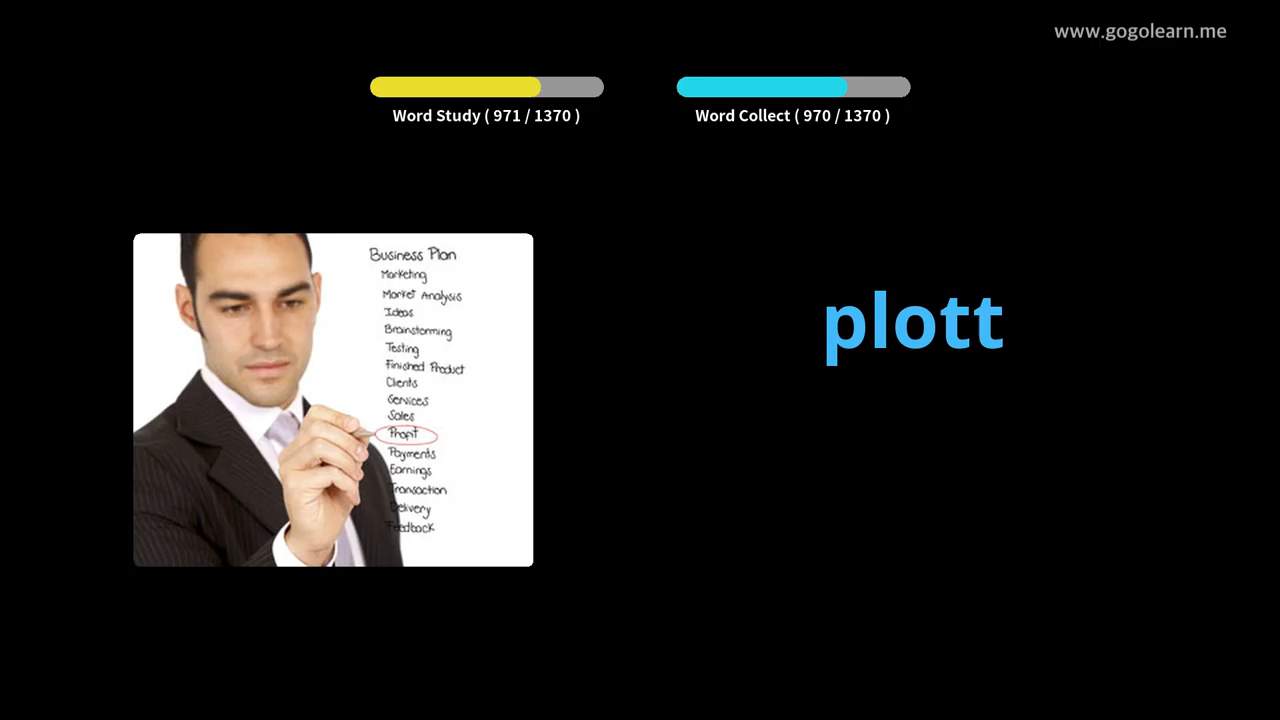 www.gogolearn.me
Word Study ( 971 / 1370 )
Word Collect ( 970 / 1370 )
Business Plan
Marketing
Market Analysis
Ideas
Brainstorming
Testing
Finished Product
Clients
Services
Sales
Profit
Payments
Earnings
Transaction
Delivery
Feedback
plott